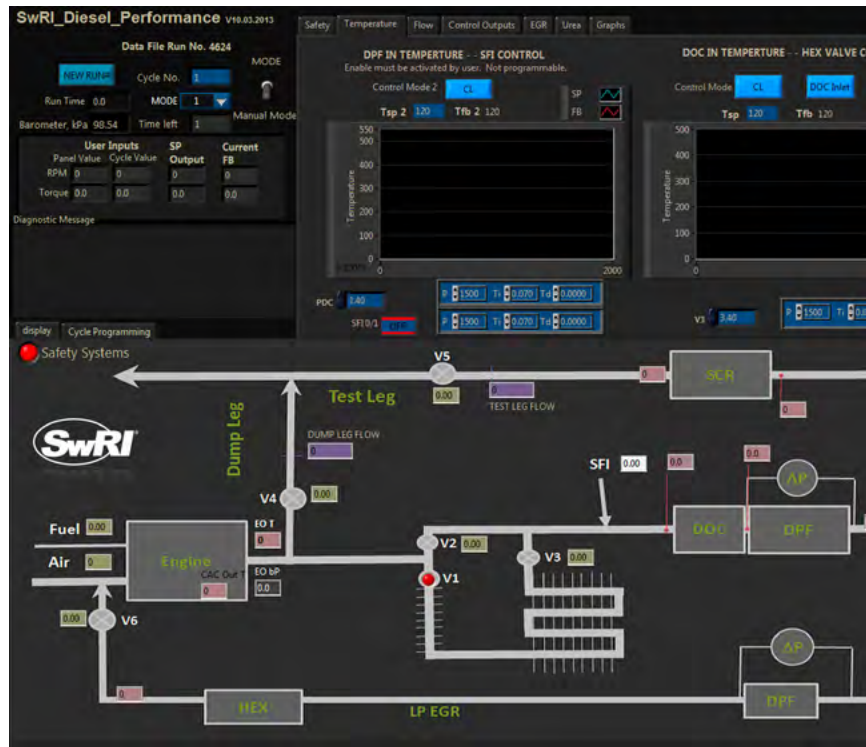 SwRI_Diesel_Performance V10.03.2013
Data File Run No. 4624
MODE
NEW RUN#
Cycle No. 1
Run Time 0.0
MODE 1
Manual Mode
Barometer, kPa 98.54
Time left 1
User Inputs SP Current
Panel Value Cycle Value Output FB
RPM 0 0 0 0
Torque 0.0 0.0 0.0 0.0
Diagnostic Message
display Cycle Programming
Safety Temperature Flow Control Outputs EGR Urea Graphs
DPF IN TEMPERTURE - - SFI CONTROL
Enable must be activated by user. Not programmable.
Control Mode 2 CL
SP
FB
Tsp 2 120 Tfb 2 120
550
500
400
300
200
100
0
Temperature
0 2000
PDC 3.40
P 1500 Ti 0.070 Td 0.0000
SFI 0/1 OFF
P 1500 Ti 0.070 Td 0.0000
DOC IN TEMPERTURE - - HEX VALVE C
Control Mode CL DOC Inlet
Tsp 120 Tfb 120
500
400
300
200
100
0
Temperature
0
V3 3.40
P 1500 Ti 0.0
Safety Systems
V5
0.00
Test Leg
0
TEST LEG FLOW
0
SCR
0
SwRI
Dump Leg
DUMP LEG FLOW
0
V4
0.00
SFI 0.00
0.0
0.0
ΔP
Fuel 0.00
Air 0.0
Engine
EO T
0
EO bP
0.0
CAC Out T
0
V2
0.00
V1
V3 0.00
DOC
DPF
0.00
V6
0
HEX
LP EGR
ΔP
DPF